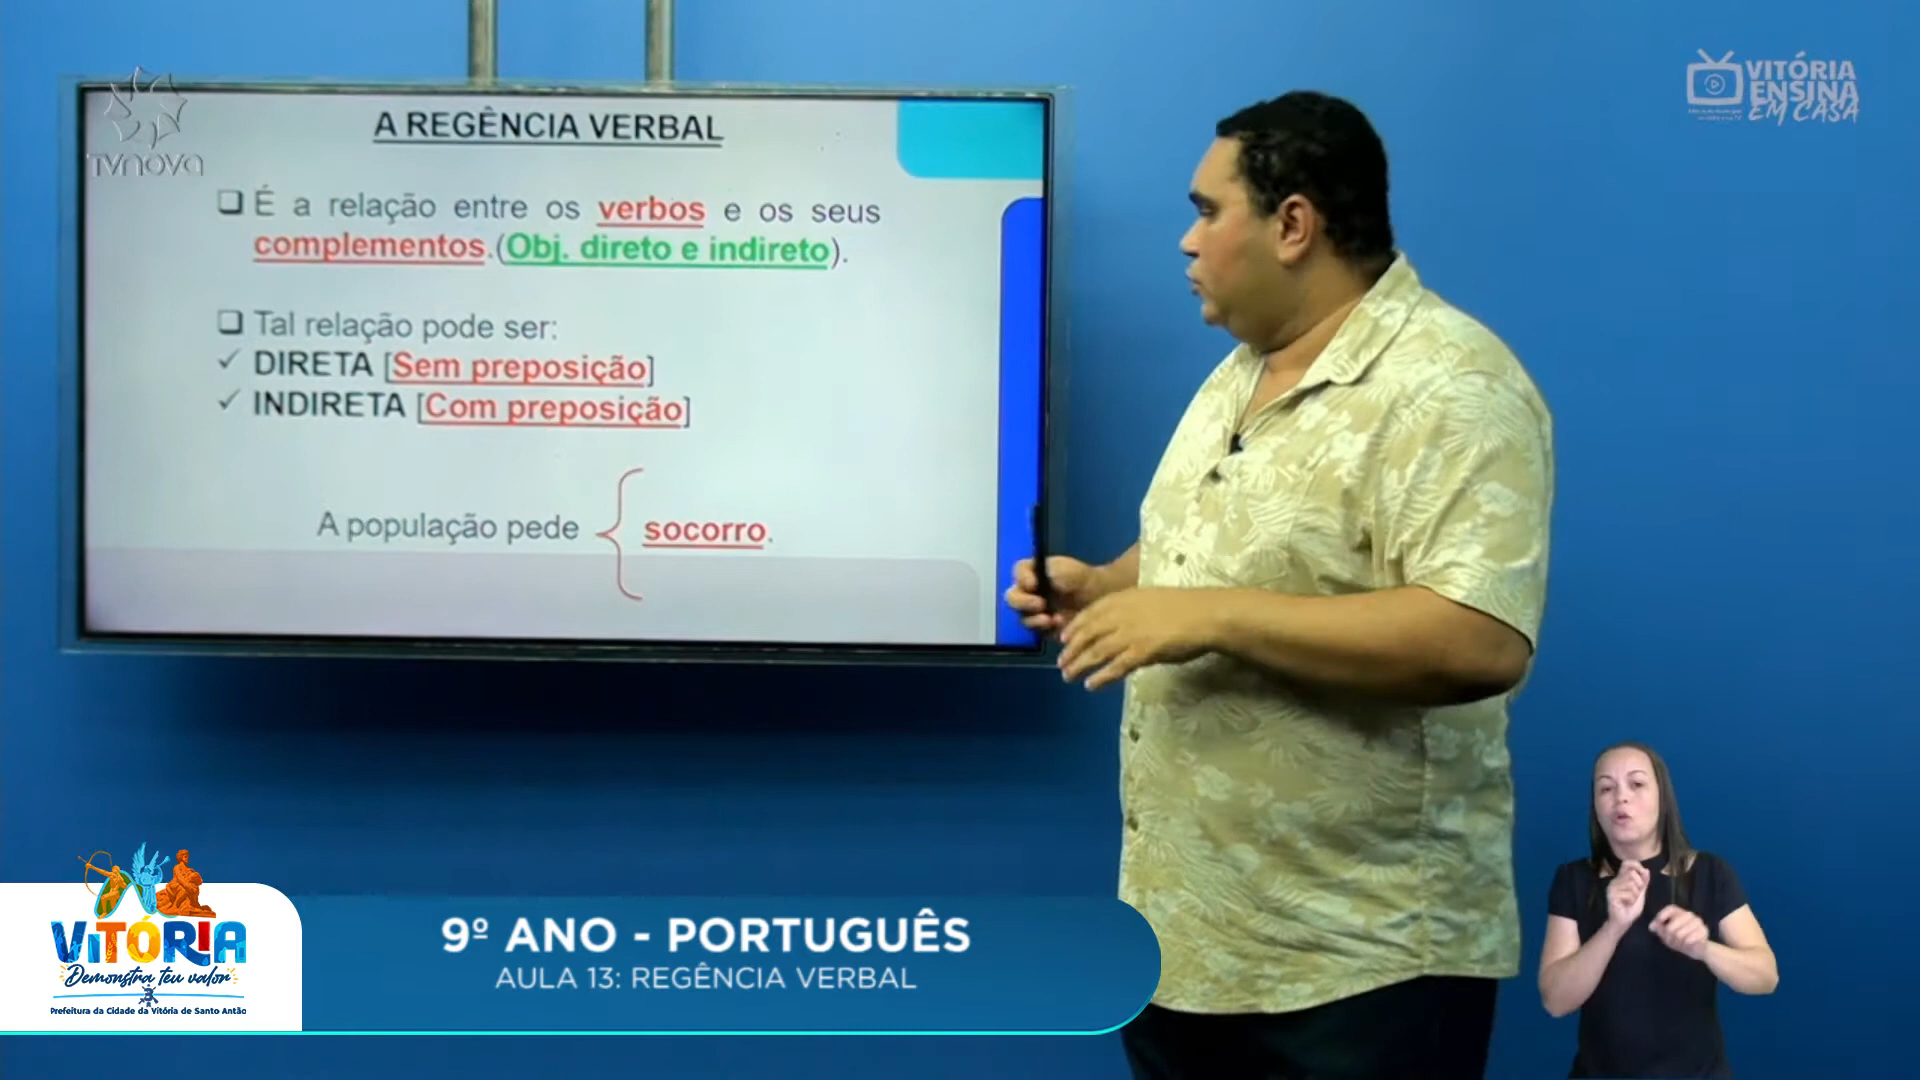 TVNOVA
A REGÊNCIA VERBAL
É a relação entre os verbos e os seus
complementos.(Obj. direto e indireto).
Tal relação pode ser:
DIRETA [Sem preposição]
INDIRETA [Com preposição]
A população pede socorro.
VITÓRIA
ENSINA
EM CASA
VITÓRIA
Demonstra teu valor
Prefeitura da Cidade da Vitória de Santo Antão
9º ANO - PORTUGUÊS
AULA 13: REGÊNCIA VERBAL